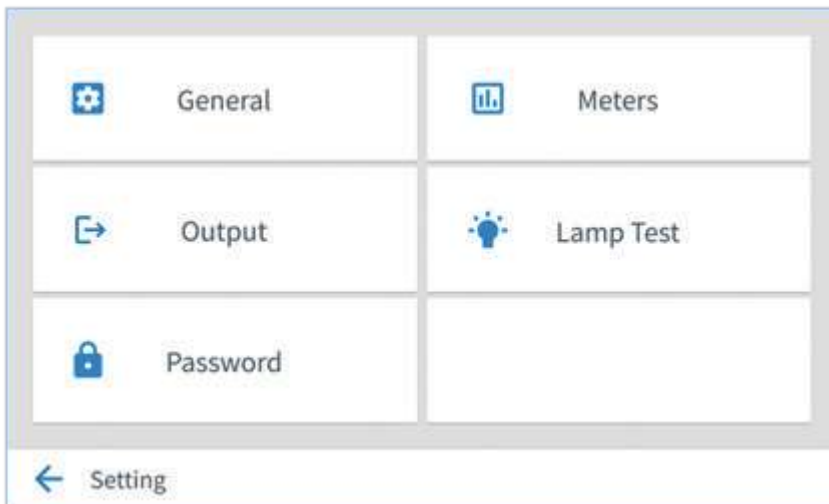 General
Meters
Output
Lamp Test
Password
Setting